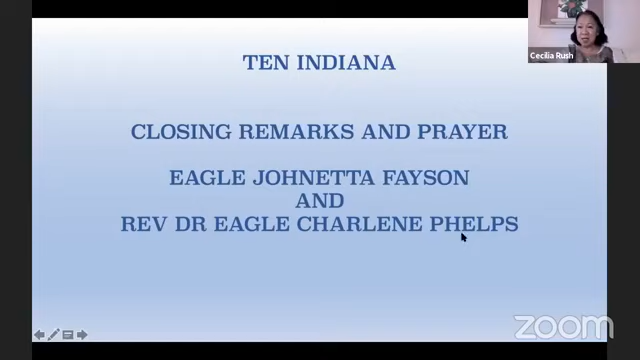 TEN INDIANA
CLOSING REMARKS AND PRAYER
EAGLE JOHNETTA FAYSON
AND
REV DR EAGLE CHARLENE PHELPS
Cecilia Rush
zoom